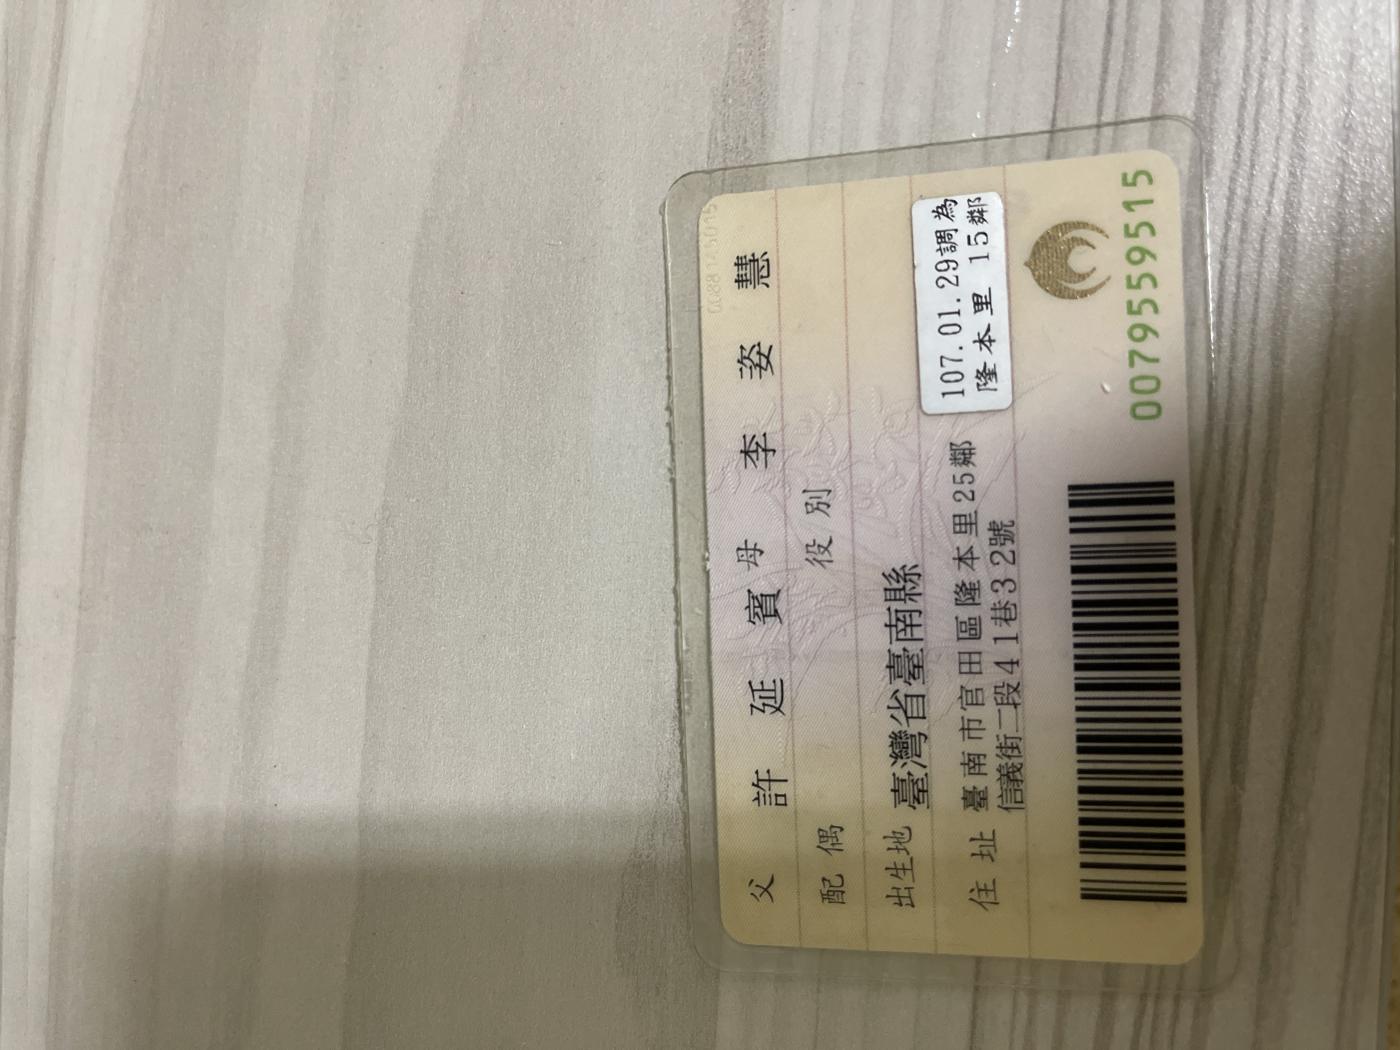 父 許延賓 母 李姿慧
配偶 役別
出生地 臺灣省臺南縣
住址 臺南市官田區隆本里25鄰
信義街二段41巷32號
107.01.29調為
隆本里 15鄰
0079559515